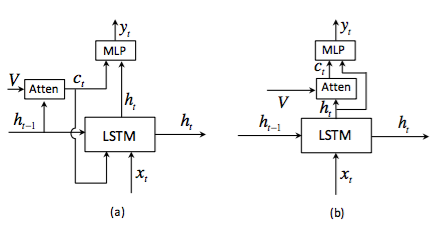 y_t
MLP
V
Atten
c_t
h_t
h_{t-1}
LSTM
h_t
x_t
(a)
y_t
MLP
c_t
Atten
V
h_t
h_{t-1}
LSTM
h_t
x_t
(b)